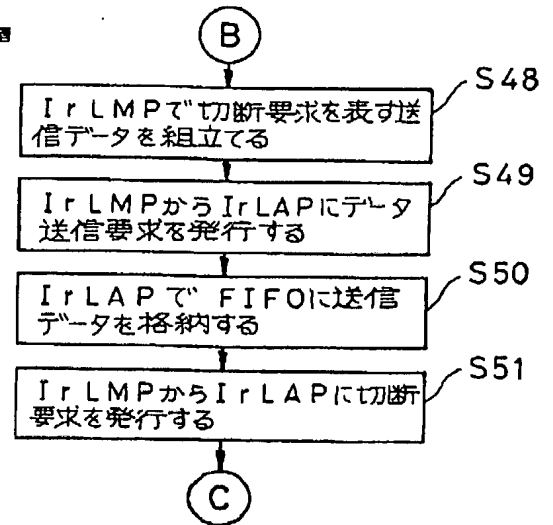 B
S48
IrLMPで切断要求を表す送
信データを組立てる
S49
IrLMPからIrLAPにデータ
送信要求を発行する
S50
IrLAPで FIFOに送信
データを格納する
S51
IrLMPからIrLAPに切断
要求を発行する
C